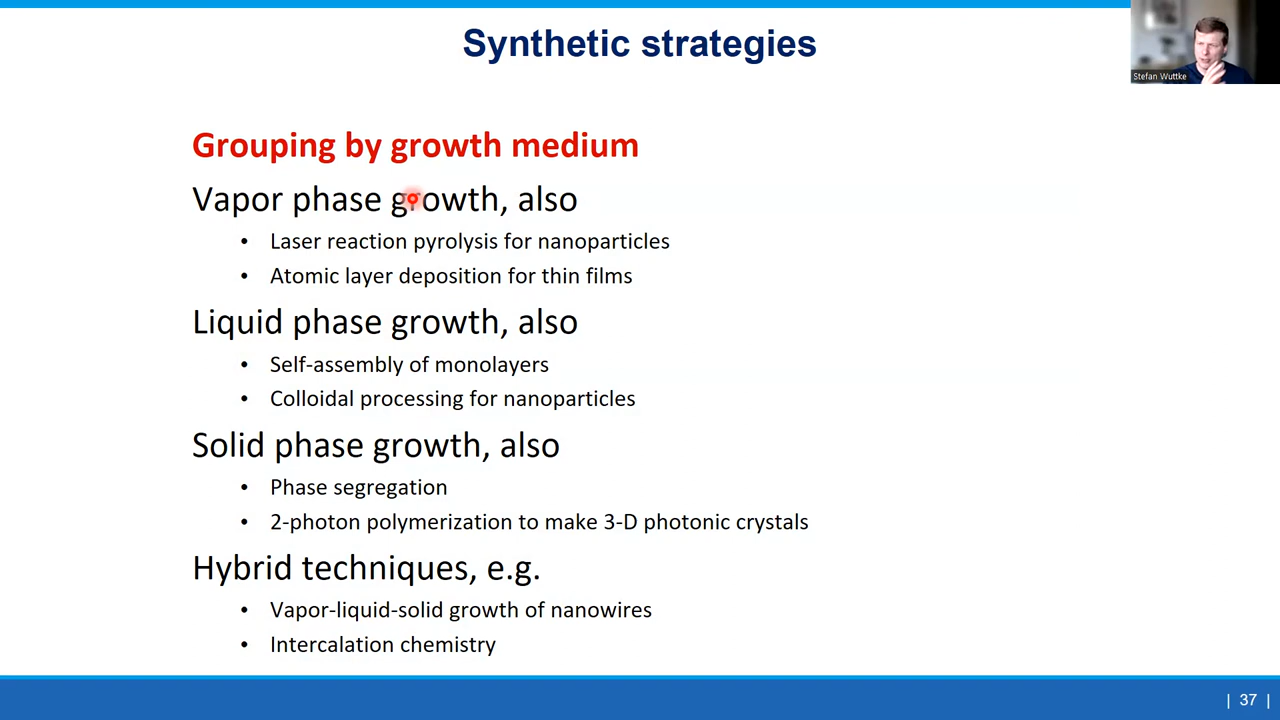 Synthetic strategies
Stefan Wuttke
Grouping by growth medium
Vapor phase growth, also
• Laser reaction pyrolysis for nanoparticles
• Atomic layer deposition for thin films
Liquid phase growth, also
• Self-assembly of monolayers
• Colloidal processing for nanoparticles
Solid phase growth, also
• Phase segregation
• 2-photon polymerization to make 3-D photonic crystals
Hybrid techniques, e.g.
• Vapor-liquid-solid growth of nanowires
• Intercalation chemistry
| 37 |